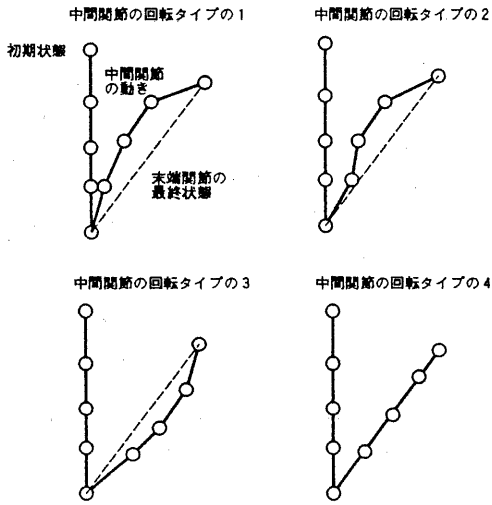 中間関節の回転タイプの1
中間関節の回転タイプの2
初期状態
中間関節
の動き
末端関節の
最終状態
中間関節の回転タイプの3
中間関節の回転タイプの4